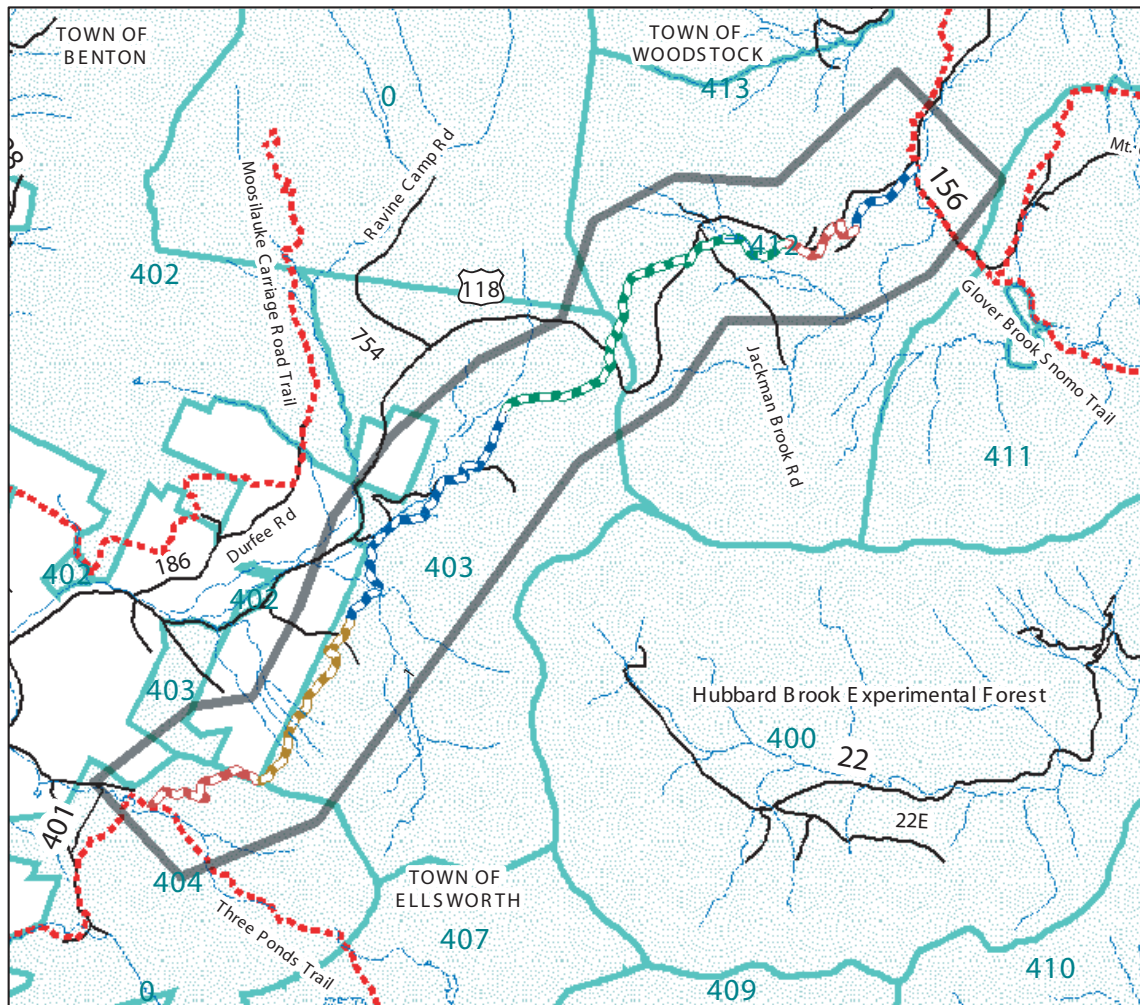 TOWN OF
BENTON
TOWN OF
WOODSTOCK
413
0
Ravine Camp Rd
Moosilauke Carriage Road Trail
Mt.
156
412
402
118
754
Glover Brook Snomo Trail
Jackman Brook Rd
411
Durfee Rd
186
402
402
403
403
Hubbard Brook Experimental Forest
400
22
22E
401
404
TOWN OF
ELLSWORTH
Three Ponds Trail
407
410
409
0